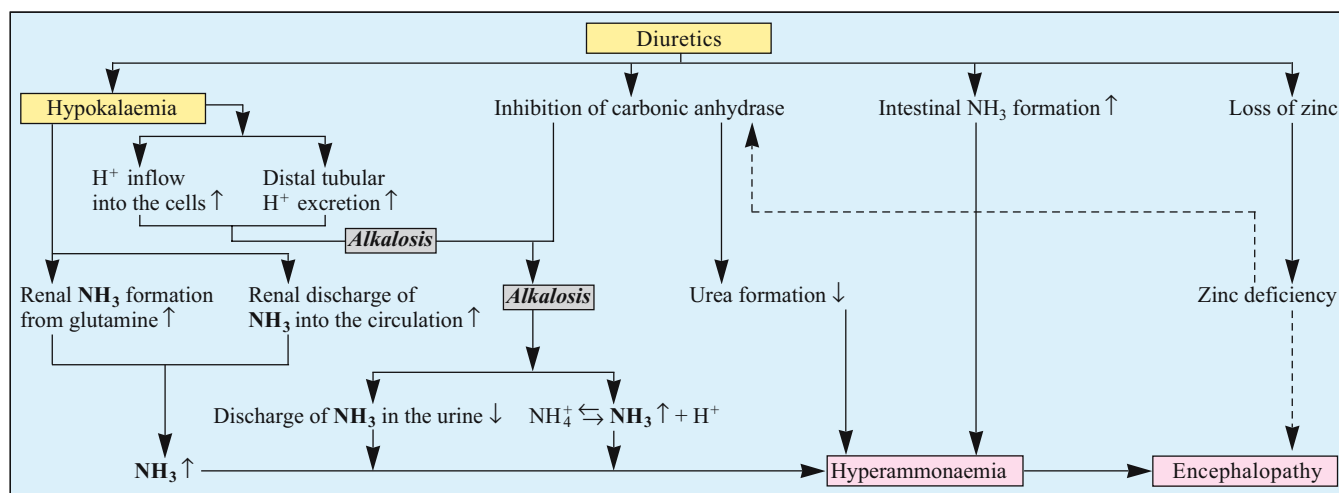 Diuretics
Hypokalaemia
Inhibition of carbonic anhydrase
Intestinal NH₃ formation ↑
Loss of zinc
H⁺ inflow
into the cells ↑
Distal tubular
H⁺ excretion ↑
Alkalosis
Renal NH₃ formation
from glutamine ↑
Renal discharge of
NH₃ into the circulation ↑
Alkalosis
Urea formation ↓
Zinc deficiency
Discharge of NH₃ in the urine ↓
NH₄⁺ ⇆ NH₃ ↑ + H⁺
NH₃ ↑
Hyperammonaemia
Encephalopathy